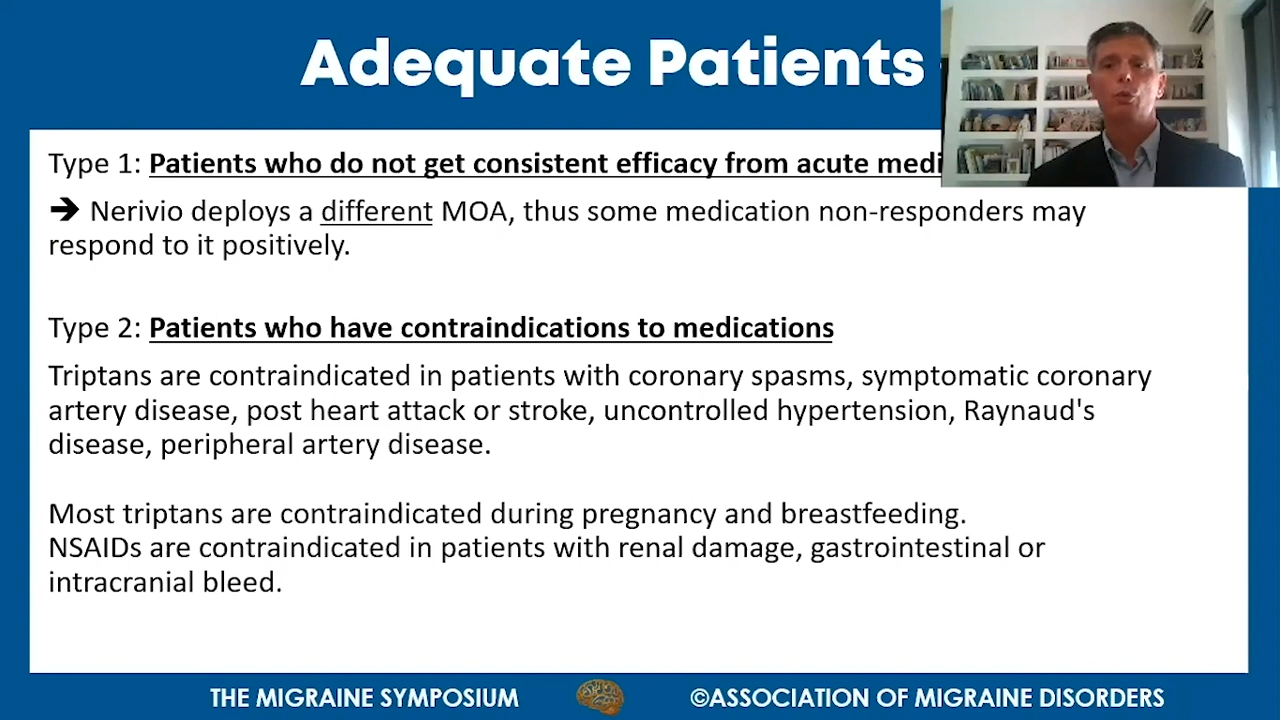 Adequate Patients
Type 1: Patients who do not get consistent efficacy from acute medi
➔ Nerivio deploys a different MOA, thus some medication non-responders may
respond to it positively.
Type 2: Patients who have contraindications to medications
Triptans are contraindicated in patients with coronary spasms, symptomatic coronary
artery disease, post heart attack or stroke, uncontrolled hypertension, Raynaud's
disease, peripheral artery disease.
Most triptans are contraindicated during pregnancy and breastfeeding.
NSAIDs are contraindicated in patients with renal damage, gastrointestinal or
intracranial bleed.
THE MIGRAINE SYMPOSIUM ©ASSOCIATION OF MIGRAINE DISORDERS